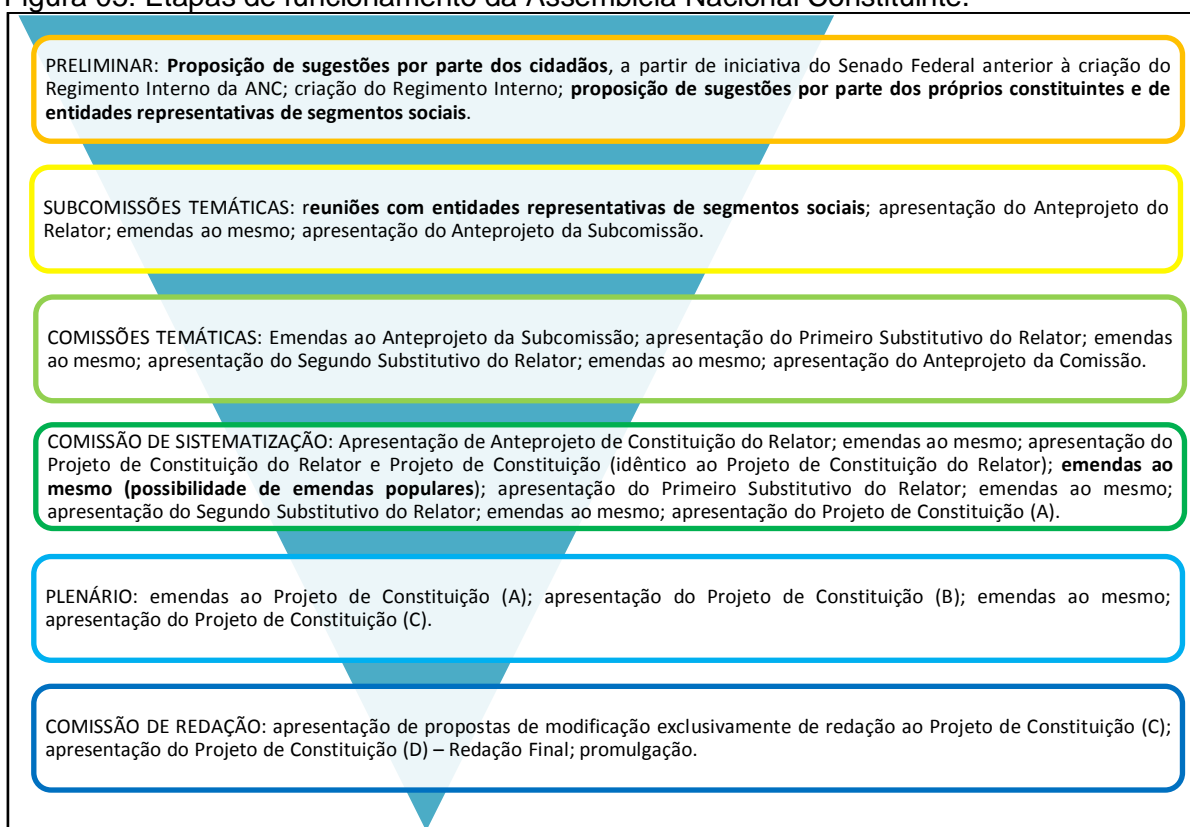 Figura 03: Etapas de funcionamento da Assembleia Nacional Constituinte.
PRELIMINAR: Proposição de sugestões por parte dos cidadãos, a partir de iniciativa do Senado Federal anterior à criação do
Regimento Interno da ANC; criação do Regimento Interno; proposição de sugestões por parte dos próprios constituintes e de
entidades representativas de segmentos sociais.
SUBCOMISSÕES TEMÁTICAS: reuniões com entidades representativas de segmentos sociais; apresentação do Anteprojeto do
Relator; emendas ao mesmo; apresentação do Anteprojeto da Subcomissão.
COMISSÕES TEMÁTICAS: Emendas ao Anteprojeto da Subcomissão; apresentação do Primeiro Substitutivo do Relator; emendas
ao mesmo; apresentação do Segundo Substitutivo do Relator; emendas ao mesmo; apresentação do Anteprojeto da Comissão.
COMISSÃO DE SISTEMATIZAÇÃO: Apresentação de Anteprojeto de Constituição do Relator; emendas ao mesmo; apresentação do
Projeto de Constituição do Relator e Projeto de Constituição (idêntico ao Projeto de Constituição do Relator); emendas ao
mesmo (possibilidade de emendas populares); apresentação do Primeiro Substitutivo do Relator; emendas ao mesmo;
apresentação do Segundo Substitutivo do Relator; emendas ao mesmo; apresentação do Projeto de Constituição (A).
PLENÁRIO: emendas ao Projeto de Constituição (A); apresentação do Projeto de Constituição (B); emendas ao mesmo;
apresentação do Projeto de Constituição (C).
COMISSÃO DE REDAÇÃO: apresentação de propostas de modificação exclusivamente de redação ao Projeto de Constituição (C);
apresentação do Projeto de Constituição (D) – Redação Final; promulgação.